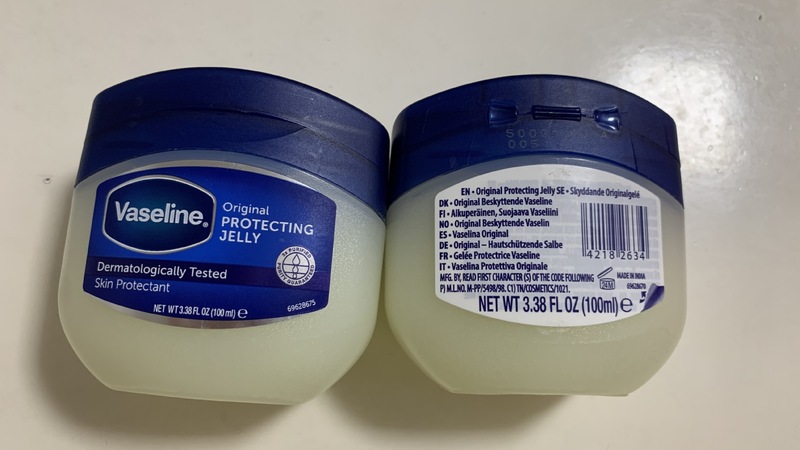 Vaseline®
Original
PROTECTING
JELLY
Dermatologically Tested
Skin Protectant
NET WT 3.38 FL OZ (100 ml) e
69628675
EN • Original Protecting Jelly SE • Skyddande Originalgelé
DK • Original Beskyttende Vaseline
FI • Alkuperäinen, Suojaava Vaseliini
NO • Original Beskyttende Vaselin
ES • Vaselina Original
DE • Original – Hautschützende Salbe
FR • Gelée Protectrice Vaseline
IT • Vaselina Protettiva Originale
MFG. BY, READ FIRST CHARACTER (S) OF THE CODE FOLLOWING
PJ M.L.NO. M-PP/5498/98. C1) TN/COSMETICS/1021.
NET WT 3.38 FL OZ (100ml) e
4218 2634
24M
MADE IN INDIA